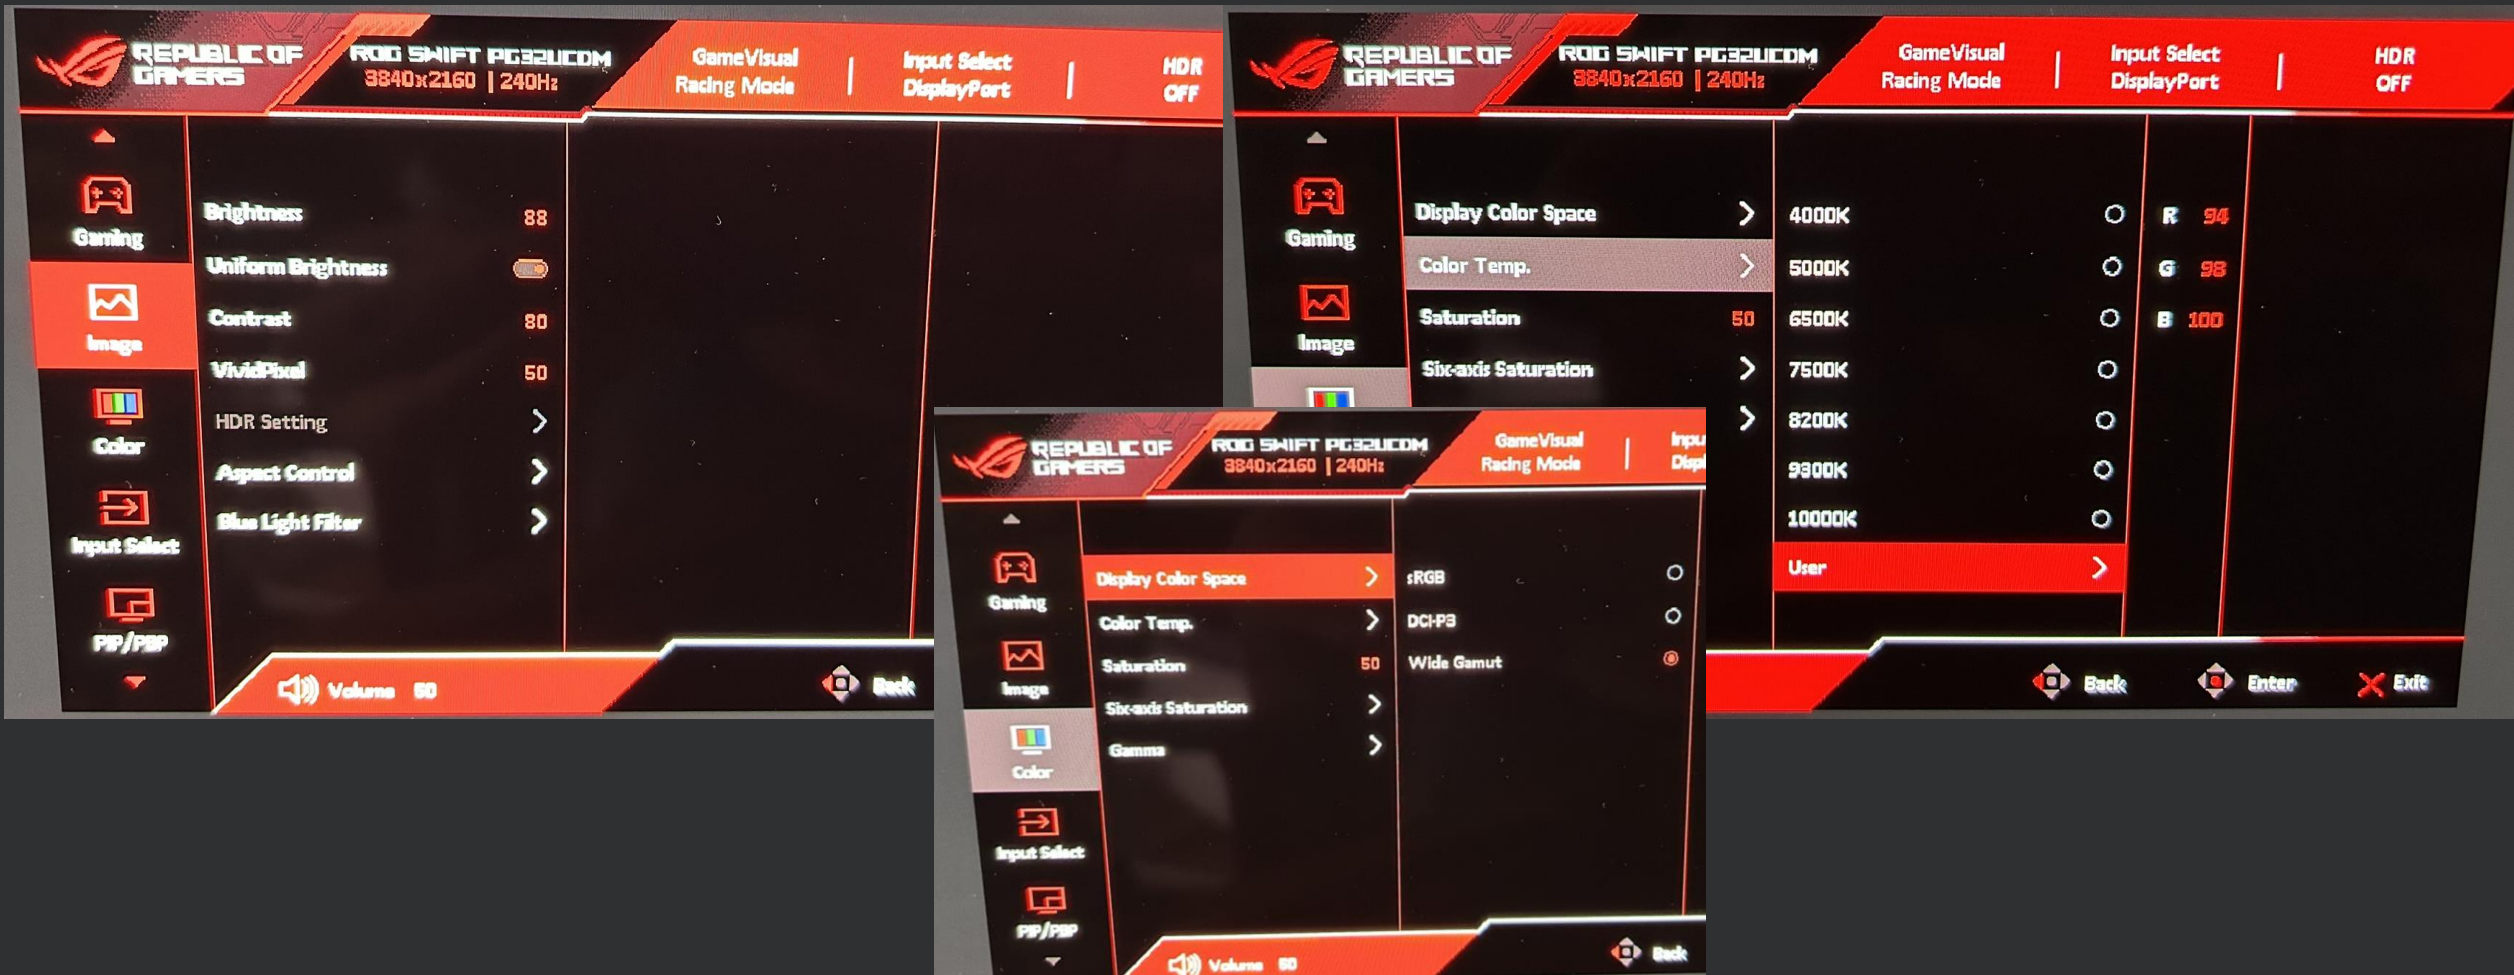 REPUBLIC OF
GAMERS
ROG SWIFT PG32UCDM
3840x2160 | 240Hz
GameVisual
Racing Mode
Input Select
DisplayPort
HDR
OFF
Gaming
Image
Color
Input Select
PIP/PBP
Brightness 88
Uniform Brightness
Contrast 80
VividPixel 50
HDR Setting
Aspect Control
Blue Light Filter
Volume 50
Back
REPUBLIC OF
GAMERS
ROG SWIFT PG32UCDM
3840x2160 | 240Hz
GameVisual
Racing Mode
Input Select
DisplayPort
HDR
OFF
Gaming
Image
Display Color Space
Color Temp.
Saturation 50
Six-axis Saturation
4000K
5000K
6500K
7500K
8200K
9300K
10000K
User
R 94
G 98
B 100
Back
Enter
Exit
REPUBLIC OF
GAMERS
ROG SWIFT PG32UCDM
3840x2160 | 240Hz
GameVisual
Racing Mode
Inpu
Displ
Gaming
Image
Color
Input Select
PIP/PBP
Display Color Space
Color Temp.
Saturation 50
Six-axis Saturation
Gamma
sRGB
DCI-P3
Wide Gamut
Volume 50
Back